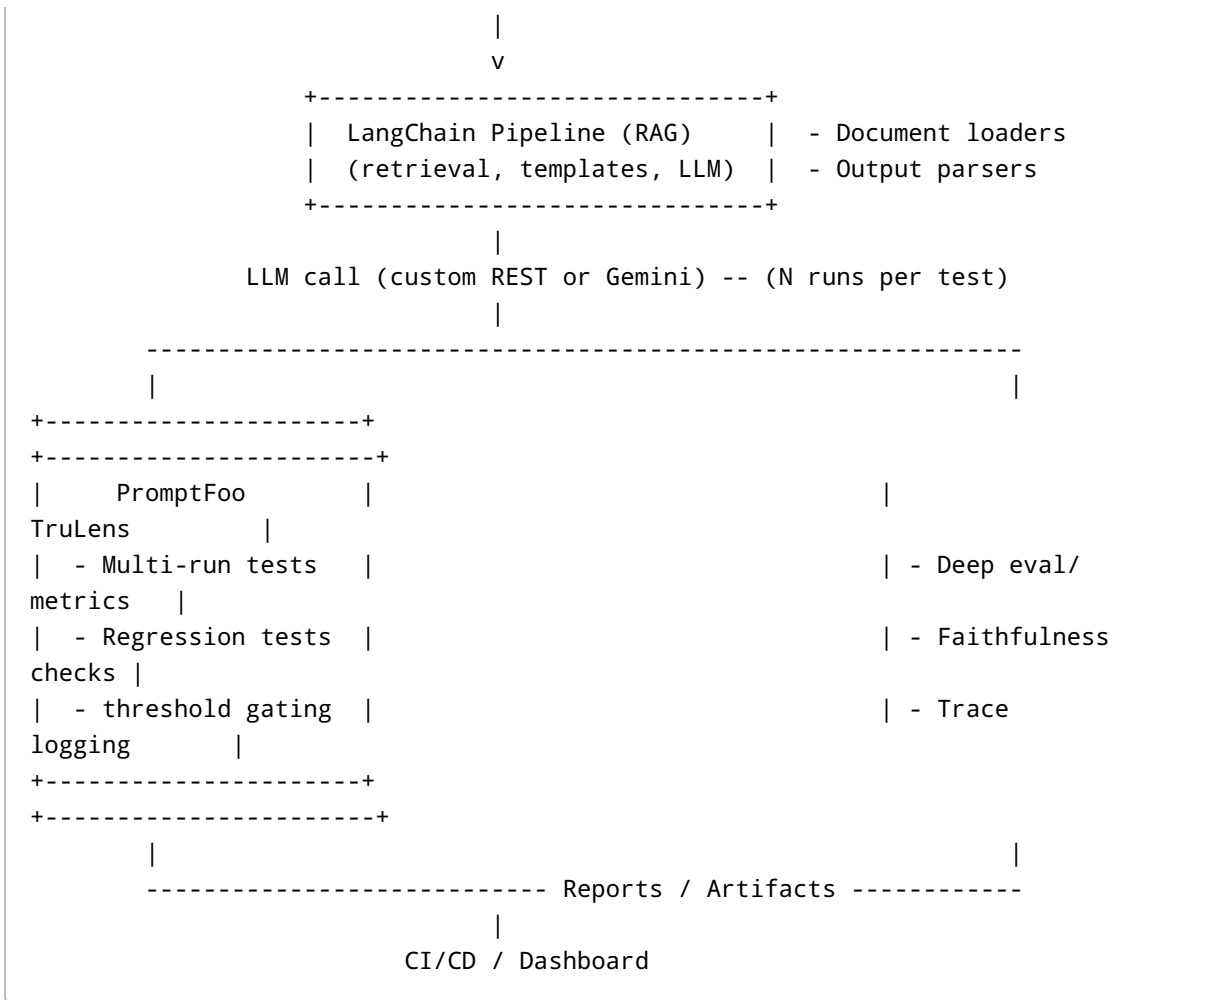 |
v
+-------------------------------+
| LangChain Pipeline (RAG) | - Document loaders
| (retrieval, templates, LLM) | - Output parsers
+-------------------------------+
|
LLM call (custom REST or Gemini) -- (N runs per test)
|
-------------------------------------------------------------
| |
+----------------------+
+-----------------------+
| PromptFoo | |
TruLens |
| - Multi-run tests | | - Deep eval/
metrics |
| - Regression tests | | - Faithfulness
checks |
| - threshold gating | | - Trace
logging |
+----------------------+
+-----------------------+
| |
---------------------------- Reports / Artifacts ------------
|
CI/CD / Dashboard